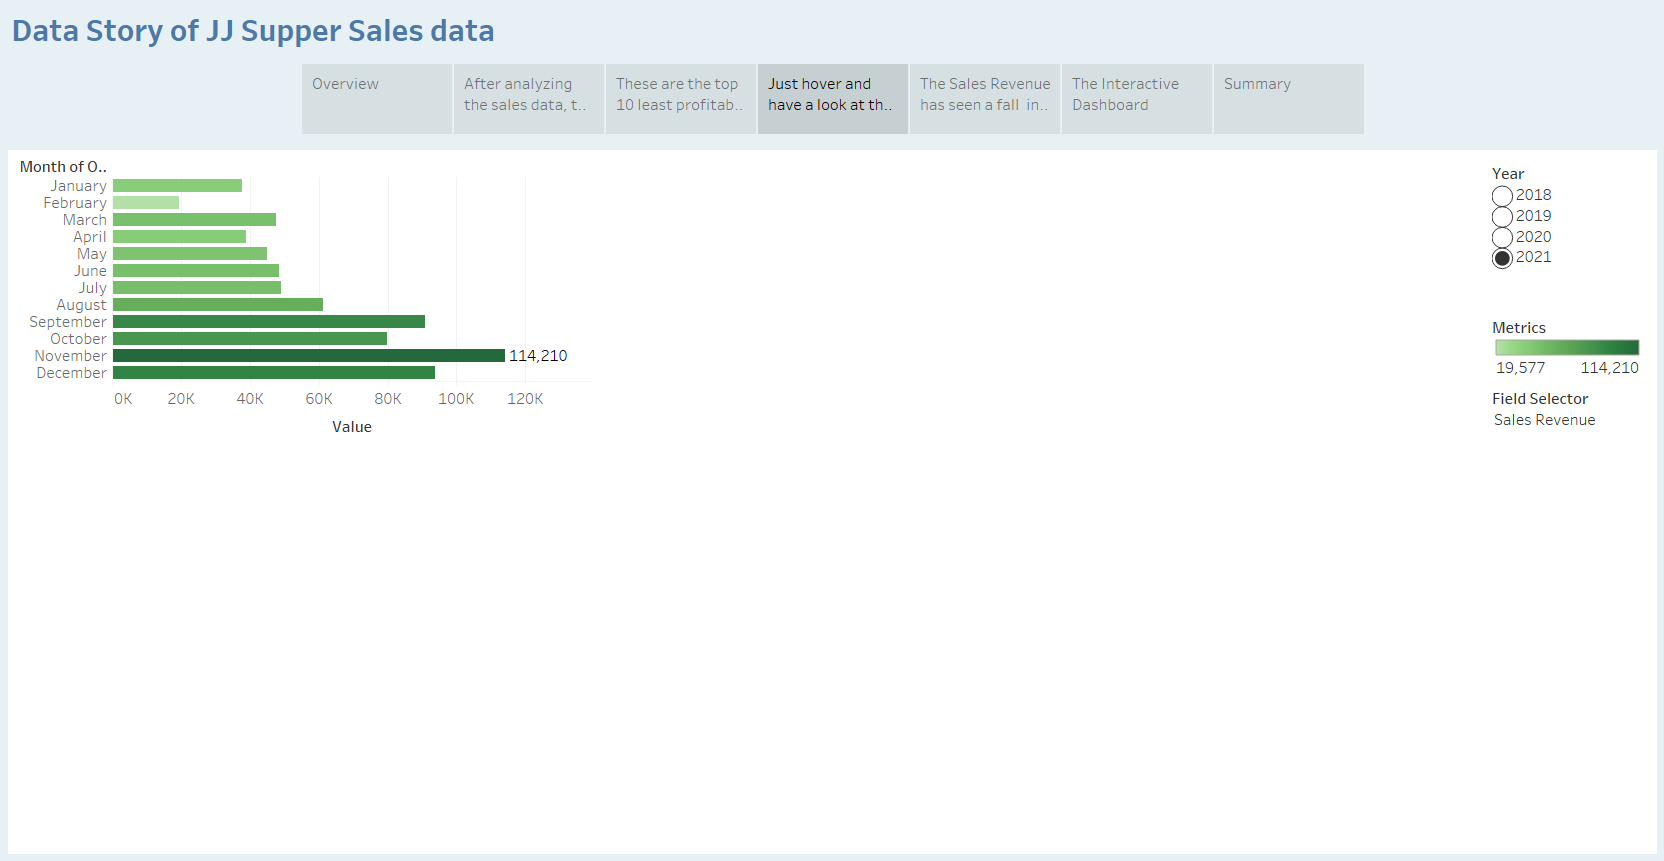 Data Story of JJ Supper Sales data
Overview
After analyzing
the sales data, t..
These are the top
10 least profitab..
Just hover and
have a look at th..
The Sales Revenue
has seen a fall  in..
The Interactive
Dashboard
Summary
Month of O..
January
February
March
April
May
June
July
August
September
October
November
114,210
December
0K 20K 40K 60K 80K 100K 120K
Value
Year
2018
2019
2020
2021
Metrics
19,577 114,210
Field Selector
Sales Revenue